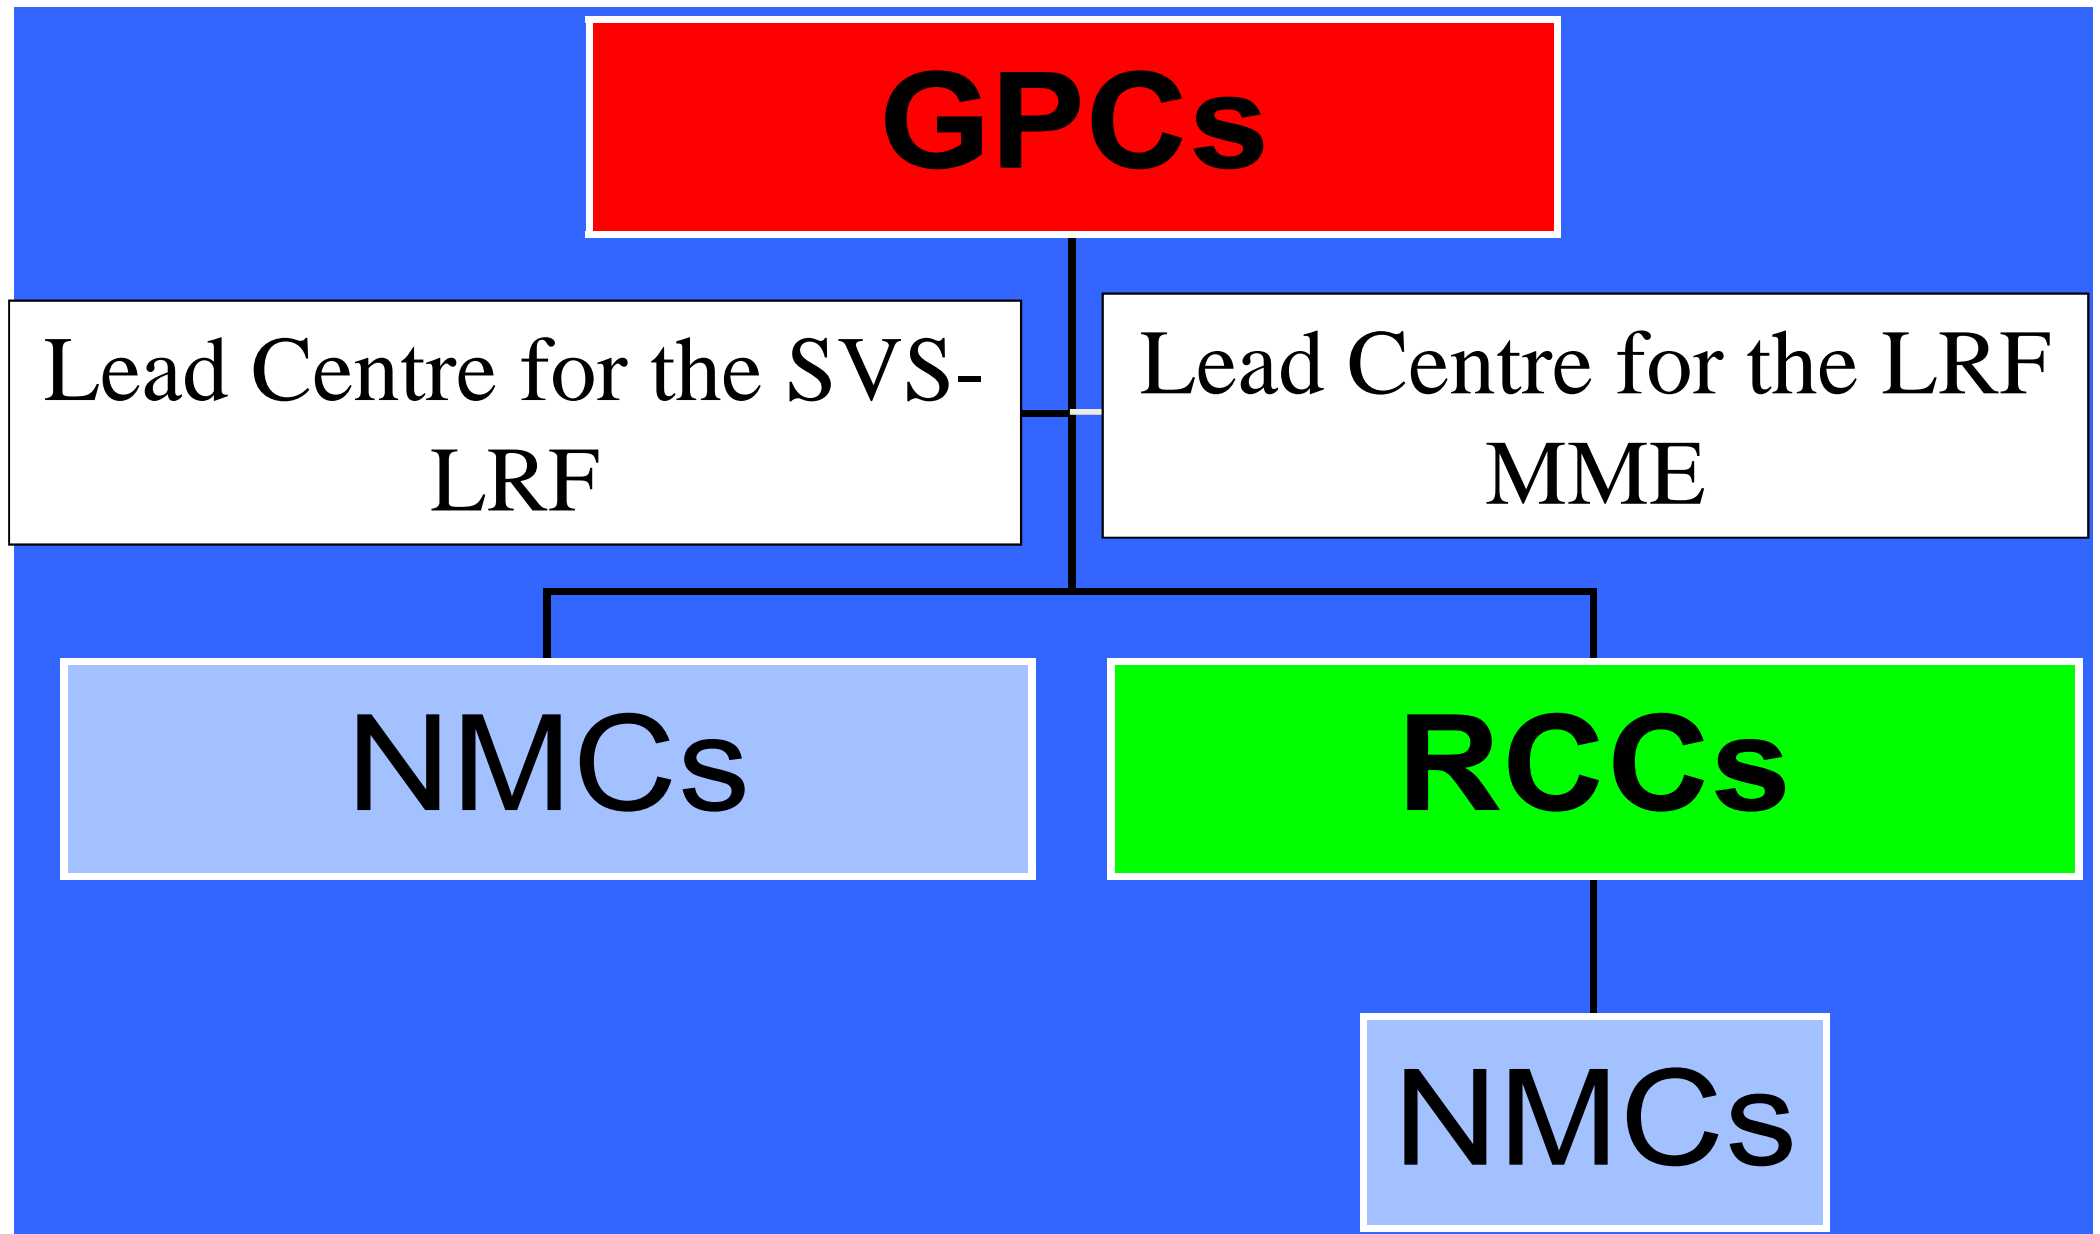 GPCs
Lead Centre for the SVS-
LRF
Lead Centre for the LRF
MME
NMCs
RCCs
NMCs